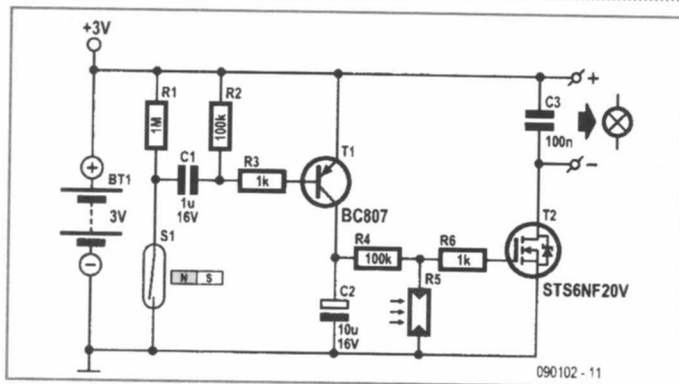 +3V
R1
1M
R2
100k
C1
1u
16V
R3
1k
T1
BC807
+
C3
100n
−
+
BT1
3V
−
S1
N S
R4
100k
R5
R6
1k
T2
STS6NF20V
C2
10u
16V
090102 - 11